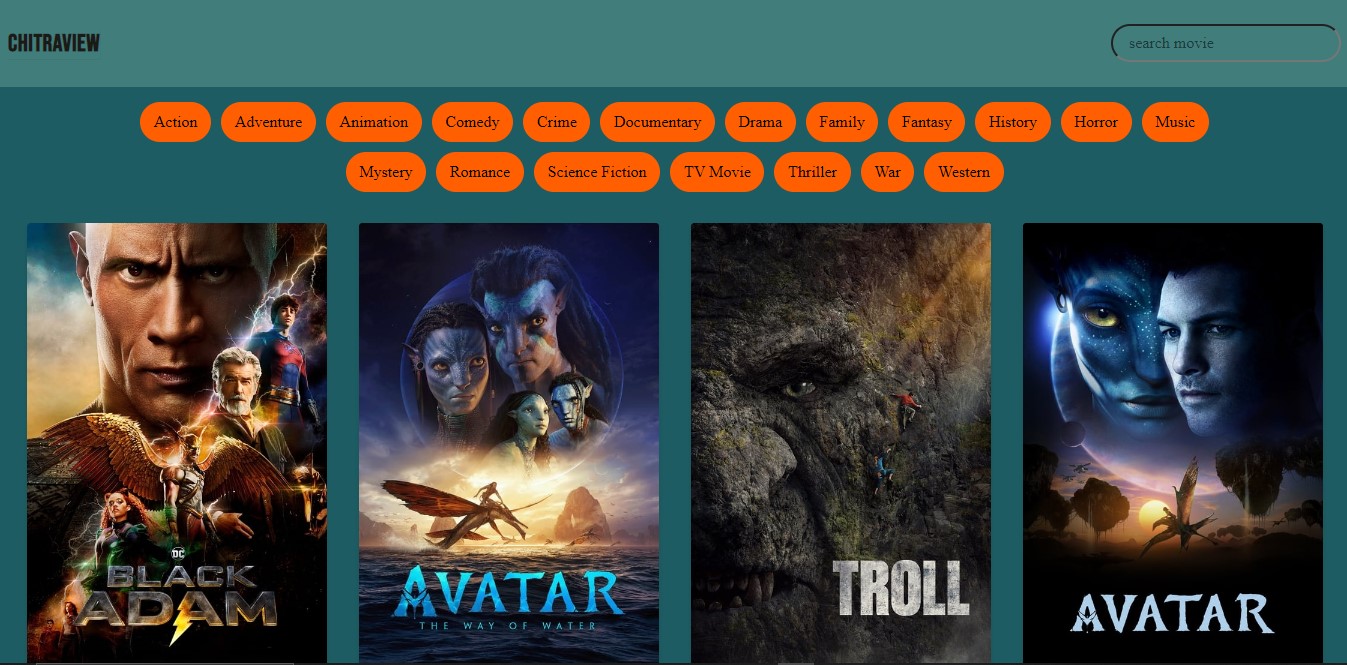 CHITRAVIEW
search movie
Action Adventure Animation Comedy Crime Documentary Drama Family Fantasy History Horror Music
Mystery Romance Science Fiction TV Movie Thriller War Western
DC
BLACK
ADAM
AVATAR
THE WAY OF WATER
TROLL
AVATAR